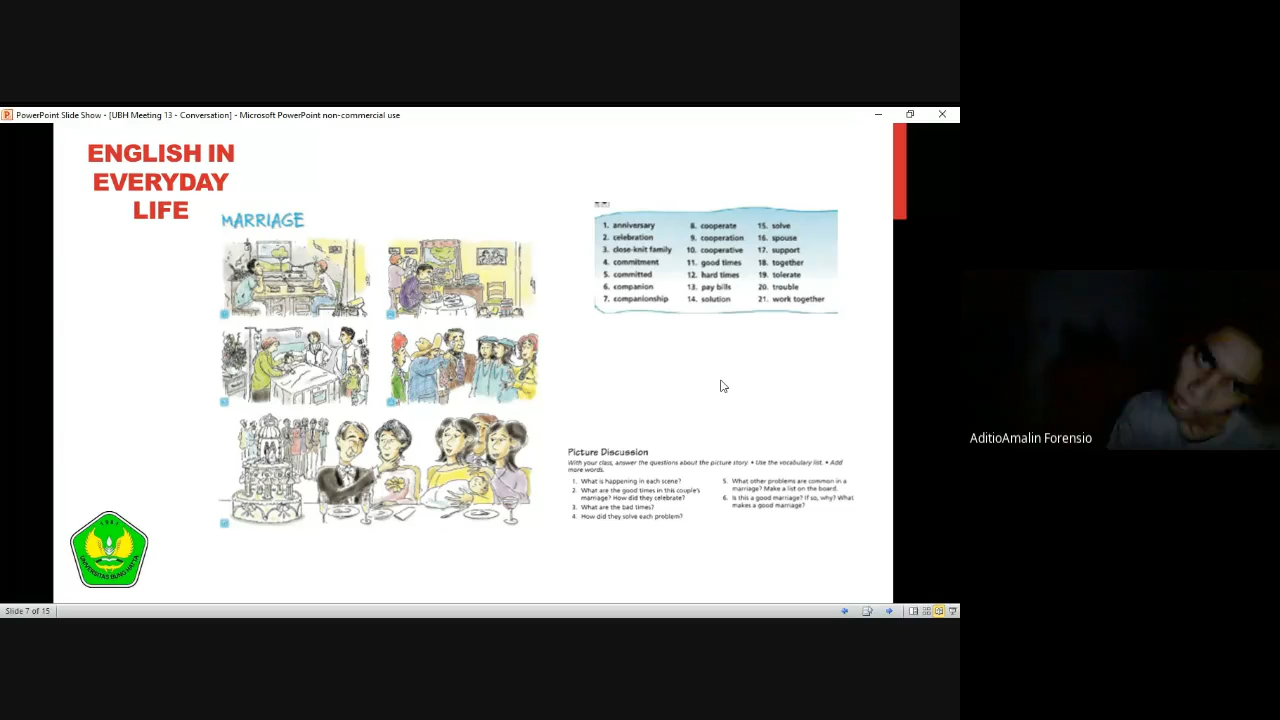 PowerPoint Slide Show - [UBH Meeting 13 - Conversation] - Microsoft PowerPoint non-commercial use
ENGLISH IN
EVERYDAY
LIFE
MARRIAGE
1. anniversary
2. celebration
3. close-knit family
4. commitment
5. committed
6. companion
7. companionship
8. cooperate
9. cooperation
10. cooperative
11. good times
12. hard times
13. pay bills
14. solution
15. solve
16. spouse
17. support
18. together
19. tolerate
20. trouble
21. work together
Picture Discussion
With your class, answer the questions about the picture story. • Use the vocabulary list. • Add
more words.
1. What is happening in each scene?
2. What are the good times in this couple's
marriage? How did they celebrate?
3. What are the bad times?
4. How did they solve each problem?
5. What other problems are common in a
marriage? Make a list on the board.
6. Is this a good marriage? If so, why? What
makes a good marriage?
1981
UNIVERSITAS BUNG HATTA
Slide 7 of 15
AditioAmalin Forensio